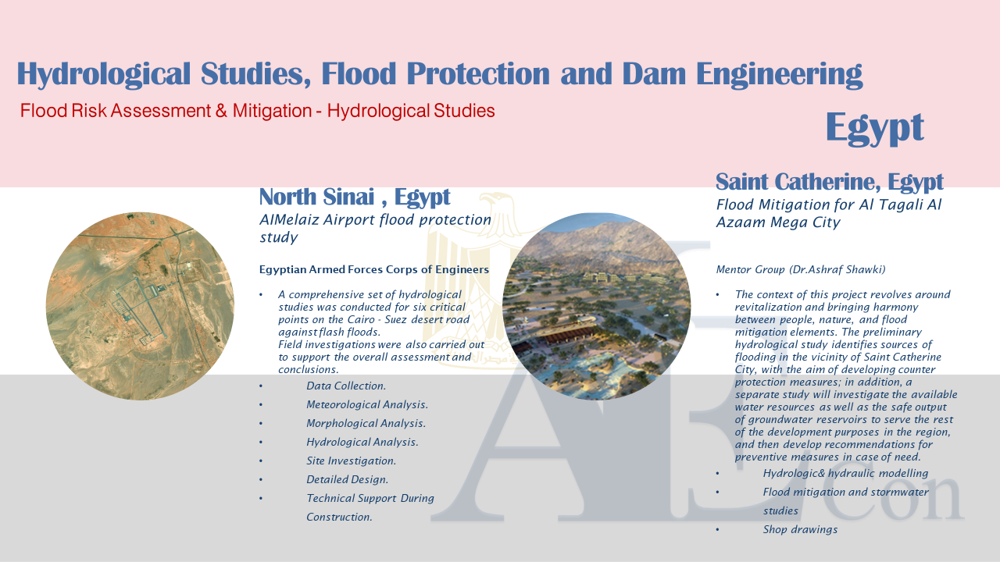 Hydrological Studies, Flood Protection and Dam Engineering
Flood Risk Assessment & Mitigation - Hydrological Studies
Egypt
North Sinai , Egypt
AlMelaiz Airport flood protection
study
Egyptian Armed Forces Corps of Engineers
• A comprehensive set of hydrological
studies was conducted for six critical
points on the Cairo - Suez desert road
against flash floods.
Field investigations were also carried out
to support the overall assessment and
conclusions.
• Data Collection.
• Meteorological Analysis.
• Morphological Analysis.
• Hydrological Analysis.
• Site Investigation.
• Detailed Design.
• Technical Support During
Construction.
Saint Catherine, Egypt
Flood Mitigation for Al Tagali Al
Azaam Mega City
Mentor Group (Dr.Ashraf Shawki)
• The context of this project revolves around
revitalization and bringing harmony
between people, nature, and flood
mitigation elements. The preliminary
hydrological study identifies sources of
flooding in the vicinity of Saint Catherine
City, with the aim of developing counter
protection measures; in addition, a
separate study will investigate the available
water resources as well as the safe output
of groundwater reservoirs to serve the rest
of the development purposes in the region,
and then develop recommendations for
preventive measures in case of need.
• Hydrologic& hydraulic modelling
• Flood mitigation and stormwater
studies
• Shop drawings
AECon